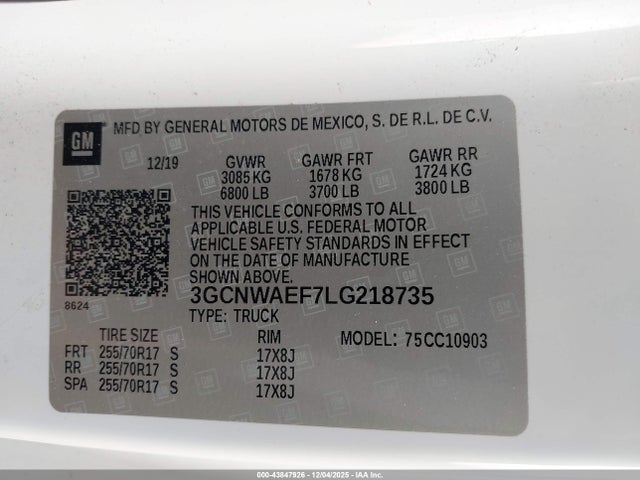 GM MFD BY GENERAL MOTORS DE MEXICO, S. DE R.L. DE C.V.
12/19 GVWR GAWR FRT GAWR RR
3085 KG 1678 KG 1724 KG
6800 LB 3700 LB 3800 LB
THIS VEHICLE CONFORMS TO ALL
APPLICABLE U.S. FEDERAL MOTOR
VEHICLE SAFETY STANDARDS IN EFFECT
ON THE DATE OF MANUFACTURE
SHOWN ABOVE.
8624 3GCNWAEF7LG218735
TYPE: TRUCK
TIRE SIZE RIM MODEL: 75CC10903
FRT 255/70R17 S 17X8J
RR 255/70R17 S 17X8J
SPA 255/70R17 S 17X8J
000-43847926 - 12/04/2025 - IAAI.COM